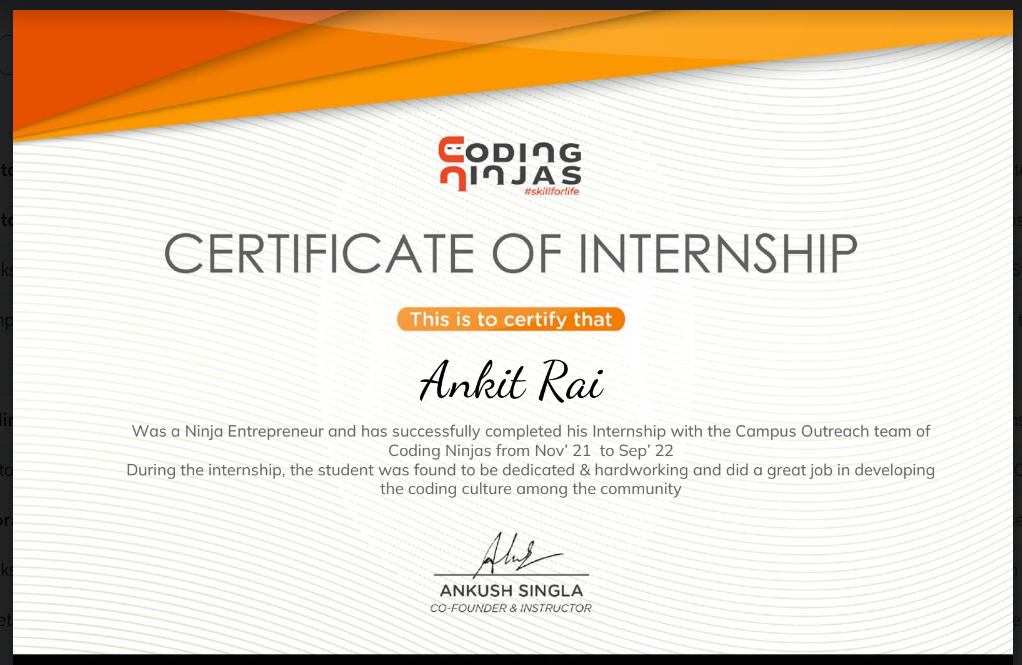 CODING
NINJAS
#skillforlife
CERTIFICATE OF INTERNSHIP
This is to certify that
Ankit Rai
Was a Ninja Entrepreneur and has successfully completed his Internship with the Campus Outreach team of
Coding Ninjas from Nov’ 21 to Sep’ 22
During the internship, the student was found to be dedicated & hardworking and did a great job in developing
the coding culture among the community
ANKUSH SINGLA
CO-FOUNDER & INSTRUCTOR